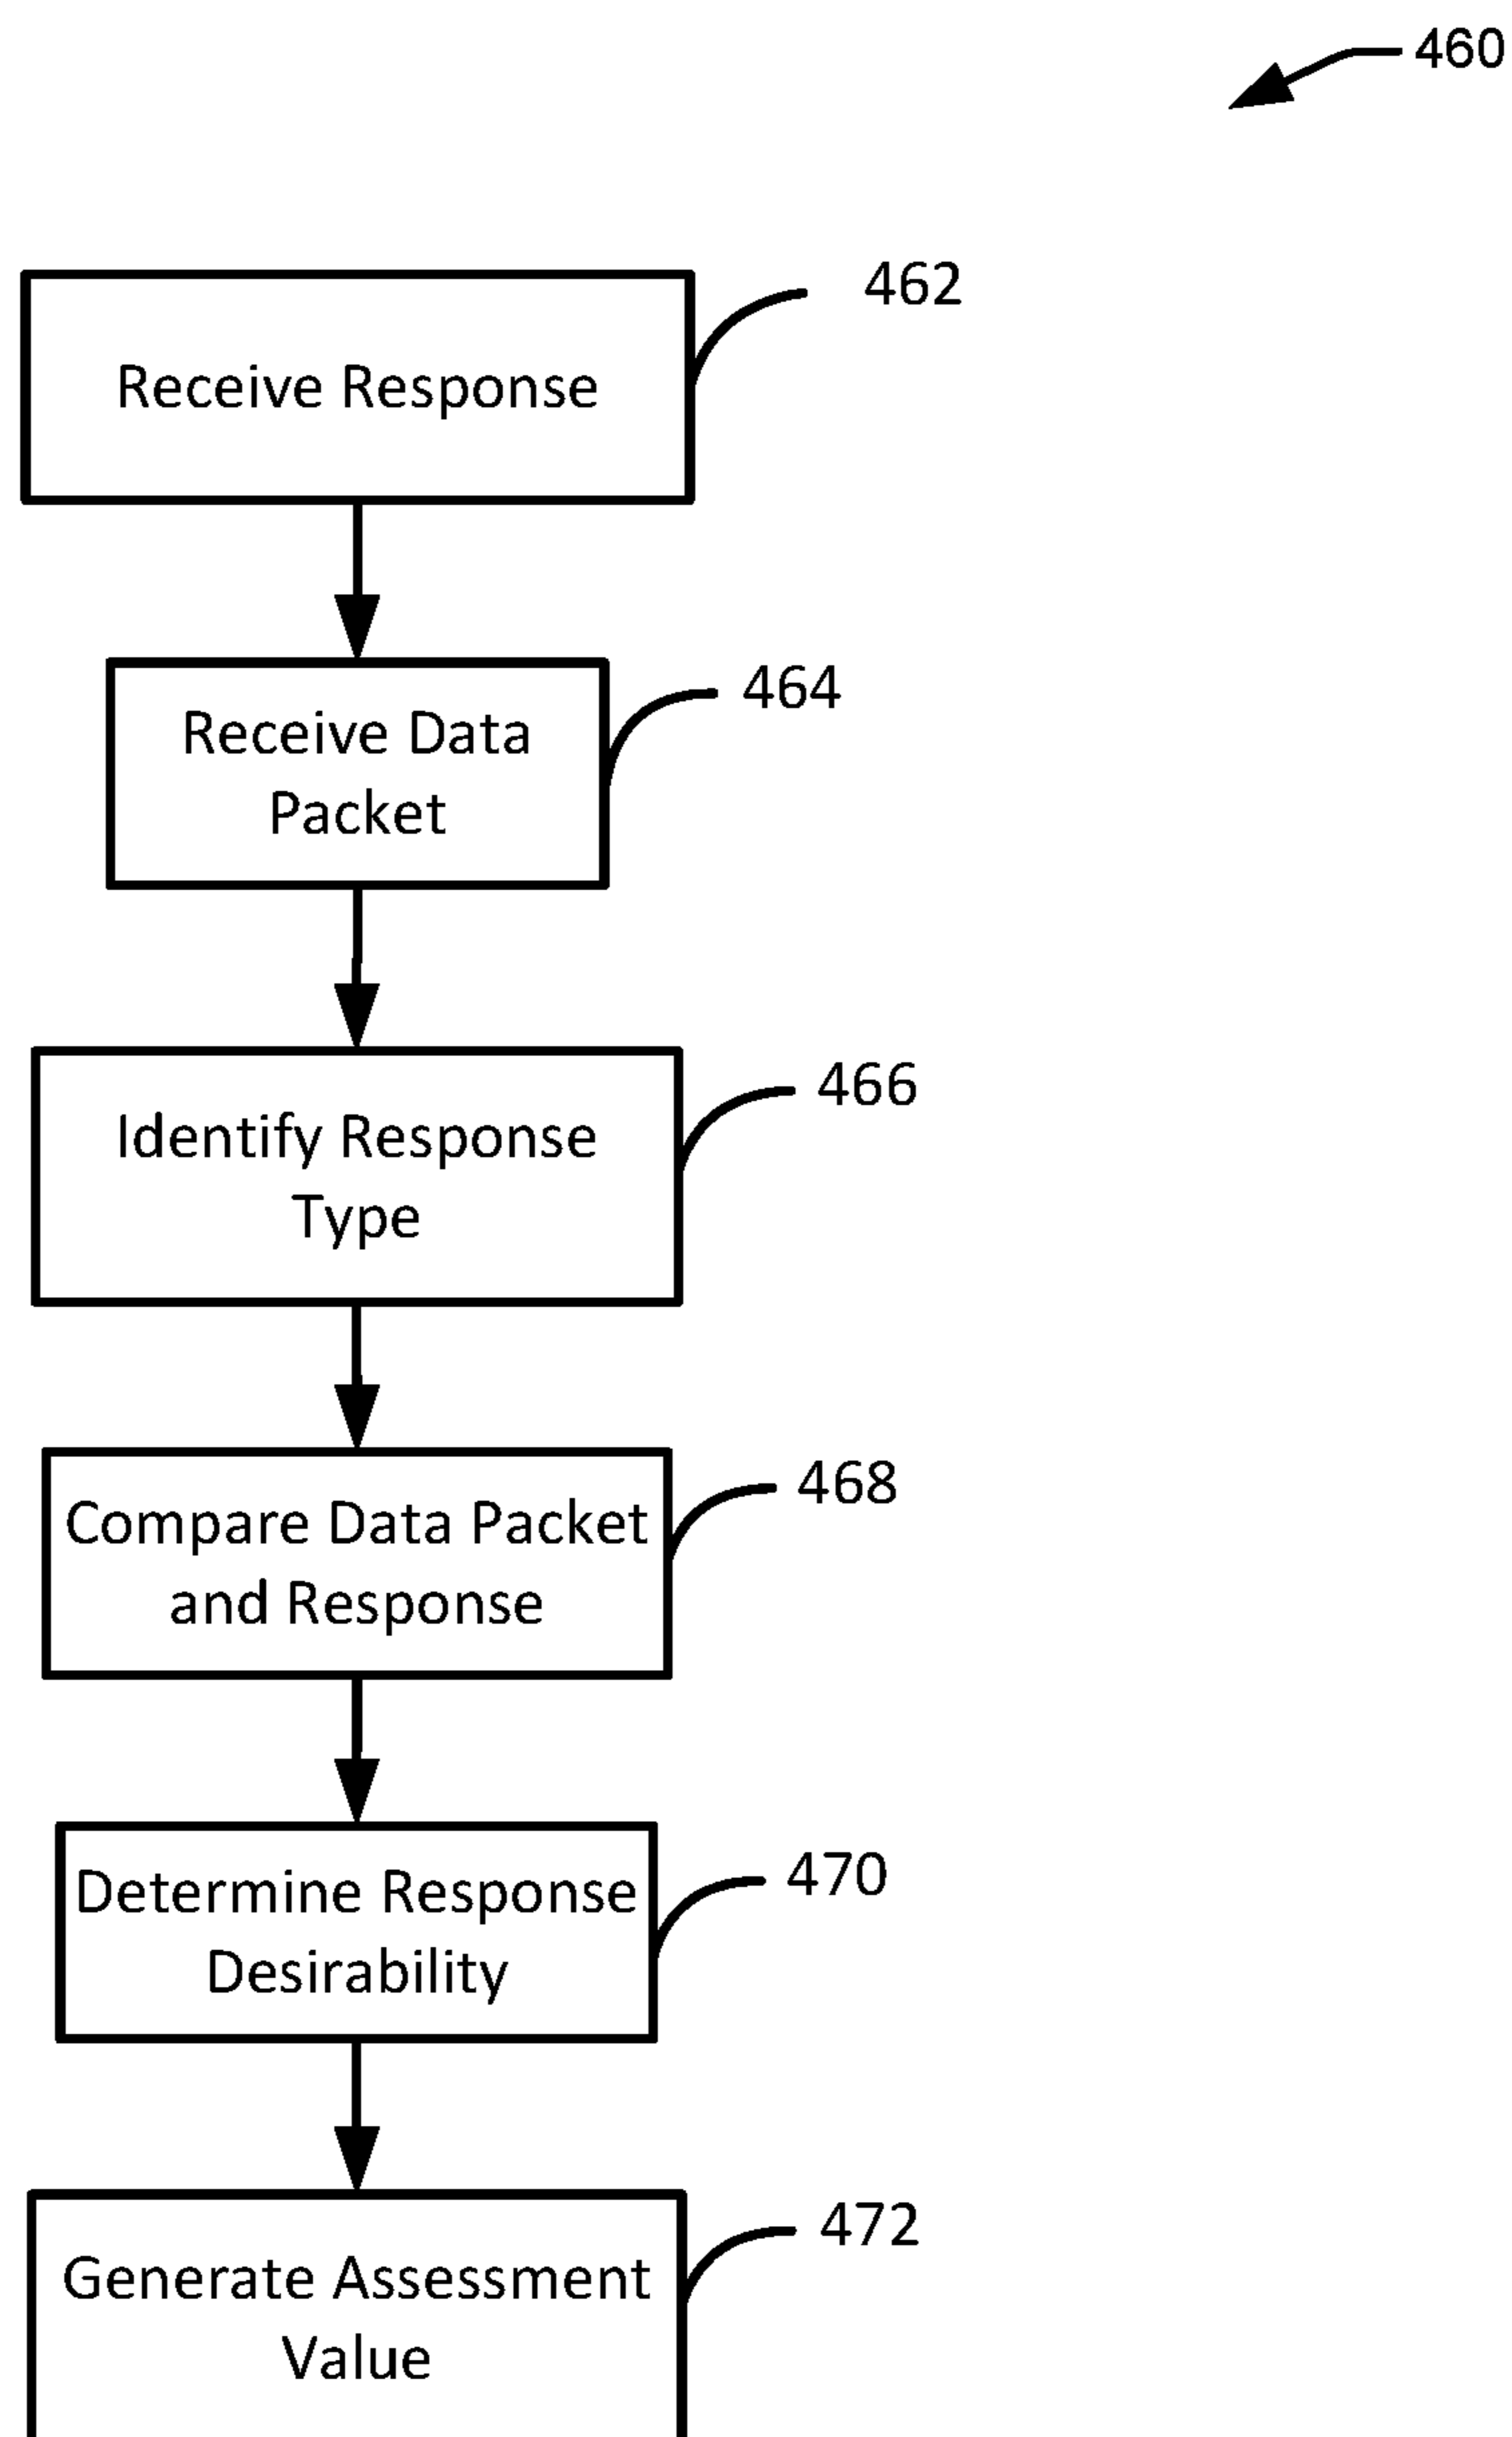 460
462
Receive Response
464
Receive Data
Packet
466
Identify Response
Type
468
Compare Data Packet
and Response
470
Determine Response
Desirability
472
Generate Assessment
Value